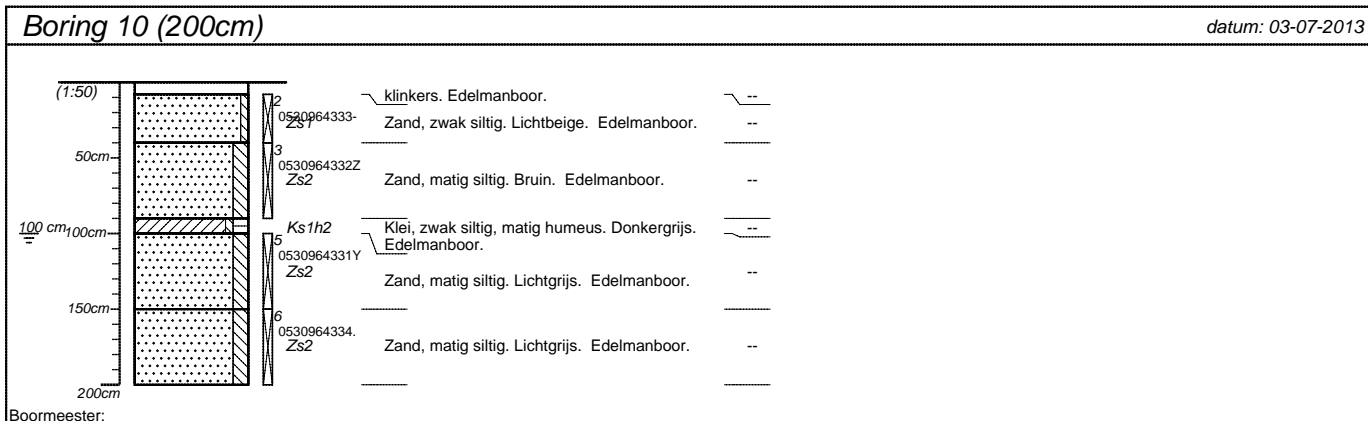 Boring 10 (200cm)
datum: 03-07-2013
(1:50)
klinkers. Edelmanboor.
--
2
0530964333-
Zs1
Zand, zwak siltig. Lichtbeige. Edelmanboor.
--
50cm
3
0530964332Z
Zs2
Zand, matig siltig. Bruin. Edelmanboor.
--
100 cm
100cm
Ks1h2
Klei, zwak siltig, matig humeus. Donkergrijs.
Edelmanboor.
--
5
0530964331Y
Zs2
Zand, matig siltig. Lichtgrijs. Edelmanboor.
--
150cm
6
0530964334.
Zs2
Zand, matig siltig. Lichtgrijs. Edelmanboor.
--
200cm
Boormeester: